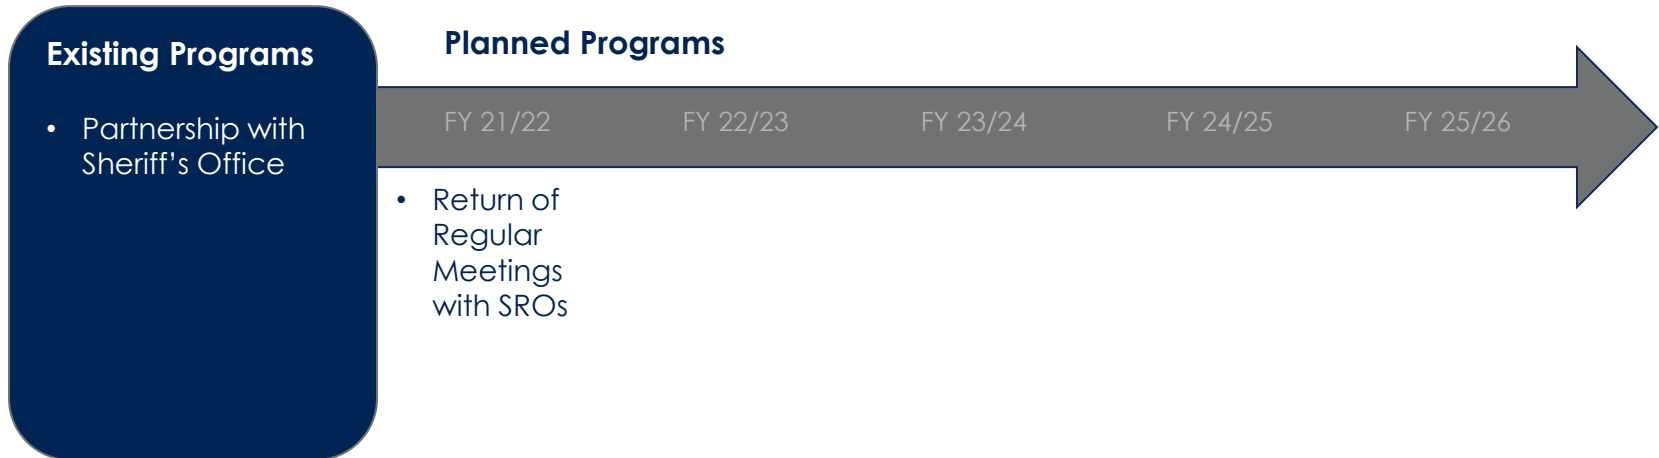 Existing Programs
• Partnership with
Sheriff's Office
Planned Programs
FY 21/22 FY 22/23 FY 23/24 FY 24/25 FY 25/26
• Return of
Regular
Meetings
with SROs